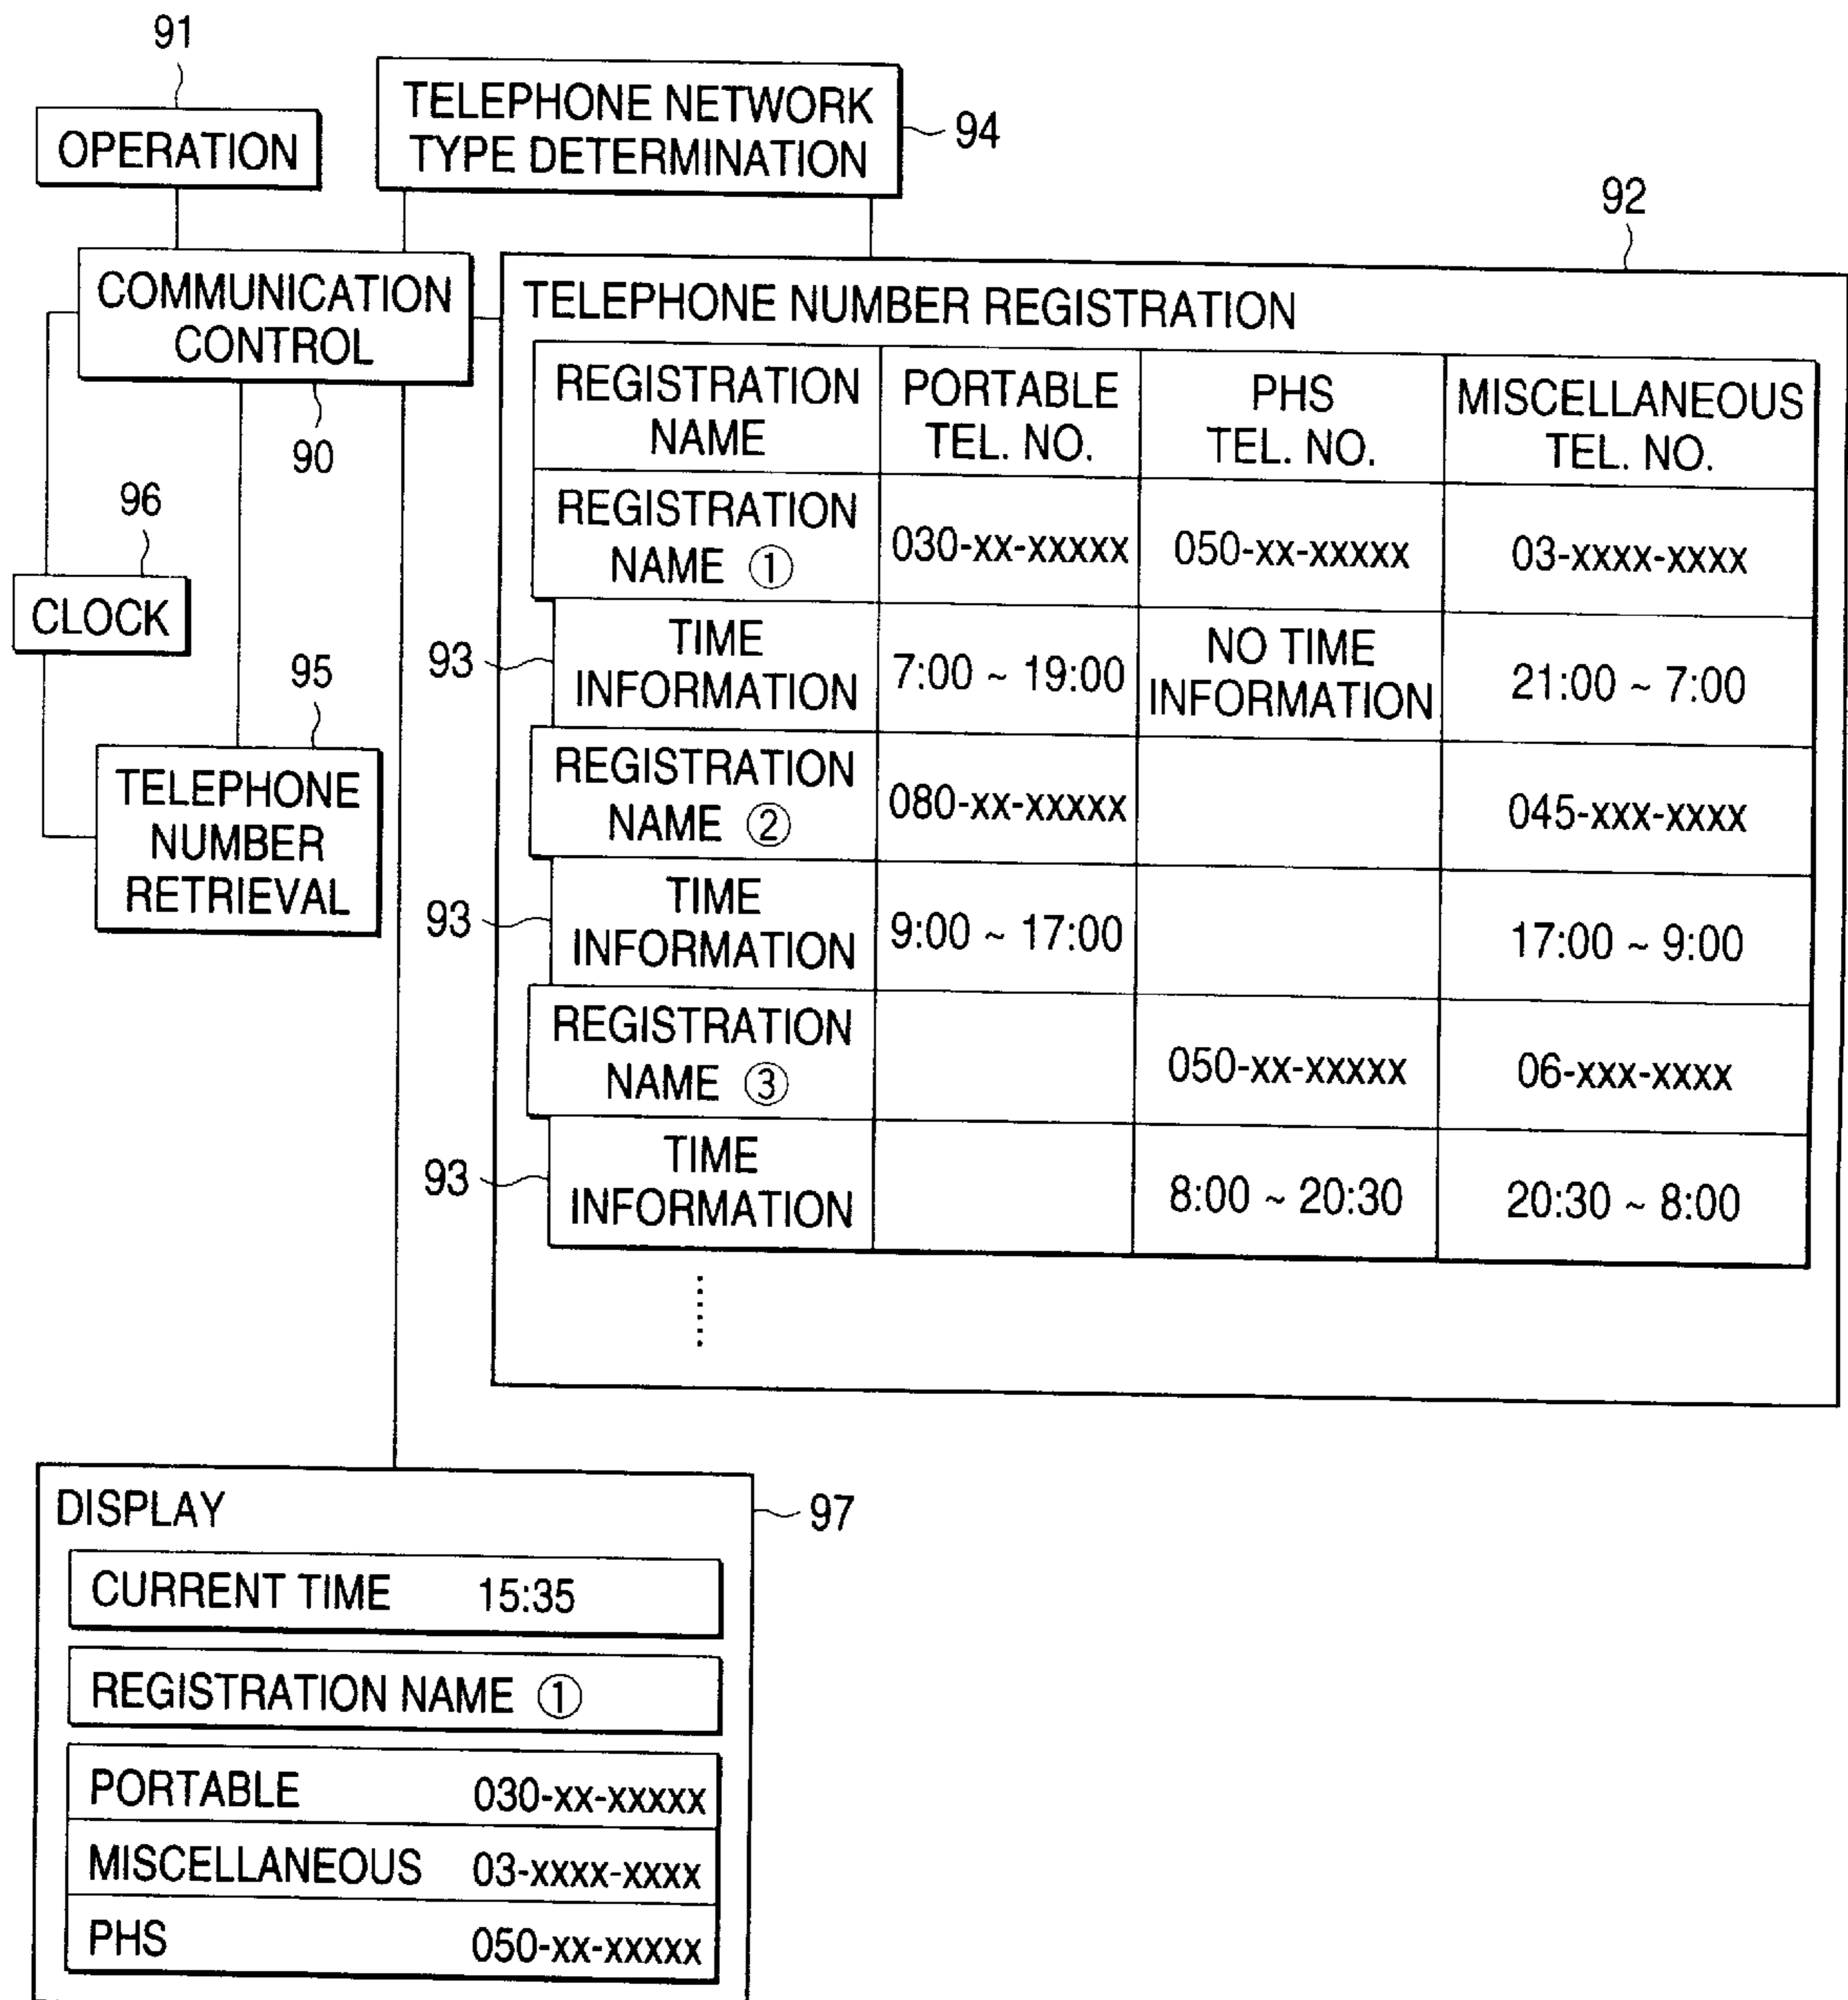 91
OPERATION
TELEPHONE NETWORK
TYPE DETERMINATION
94
92
COMMUNICATION
CONTROL
90
96
CLOCK
95
TELEPHONE
NUMBER
RETRIEVAL
TELEPHONE NUMBER REGISTRATION
REGISTRATION NAME PORTABLE TEL. NO. PHS TEL. NO. MISCELLANEOUS TEL. NO.
REGISTRATION NAME ① 030-xx-xxxxx 050-xx-xxxxx 03-xxxx-xxxx
93 TIME INFORMATION 7:00 ~ 19:00 NO TIME INFORMATION 21:00 ~ 7:00
REGISTRATION NAME ② 080-xx-xxxxx 045-xxx-xxxx
93 TIME INFORMATION 9:00 ~ 17:00 17:00 ~ 9:00
REGISTRATION NAME ③ 050-xx-xxxxx 06-xxx-xxxx
93 TIME INFORMATION 8:00 ~ 20:30 20:30 ~ 8:00
DISPLAY
97
CURRENT TIME 15:35
REGISTRATION NAME ①
PORTABLE 030-xx-xxxxx
MISCELLANEOUS 03-xxxx-xxxx
PHS 050-xx-xxxxx